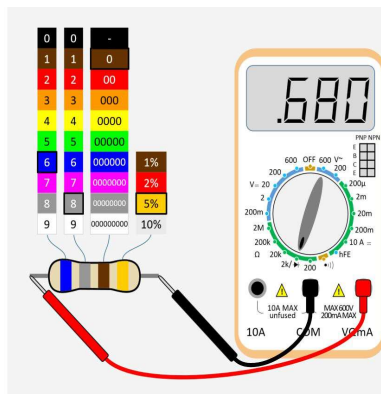 0 0 -
1 1 0
2 2 00
3 3 000
4 4 0000
5 5 00000
6 6 000000 1%
7 7 0000000 2%
8 8 00000000 5%
9 9 000000000 10%
.680
PNP NPN
E
B
C
E
600 OFF 600 V~
200 200
V= 20 200µ
2 2m
200m 20m
2M 200m
200k 10 A =
Ω 20k hFE
2k/ 200 •))
10A MAX
unfused
MAX600V
200mA MAX
10A COM VΩmA